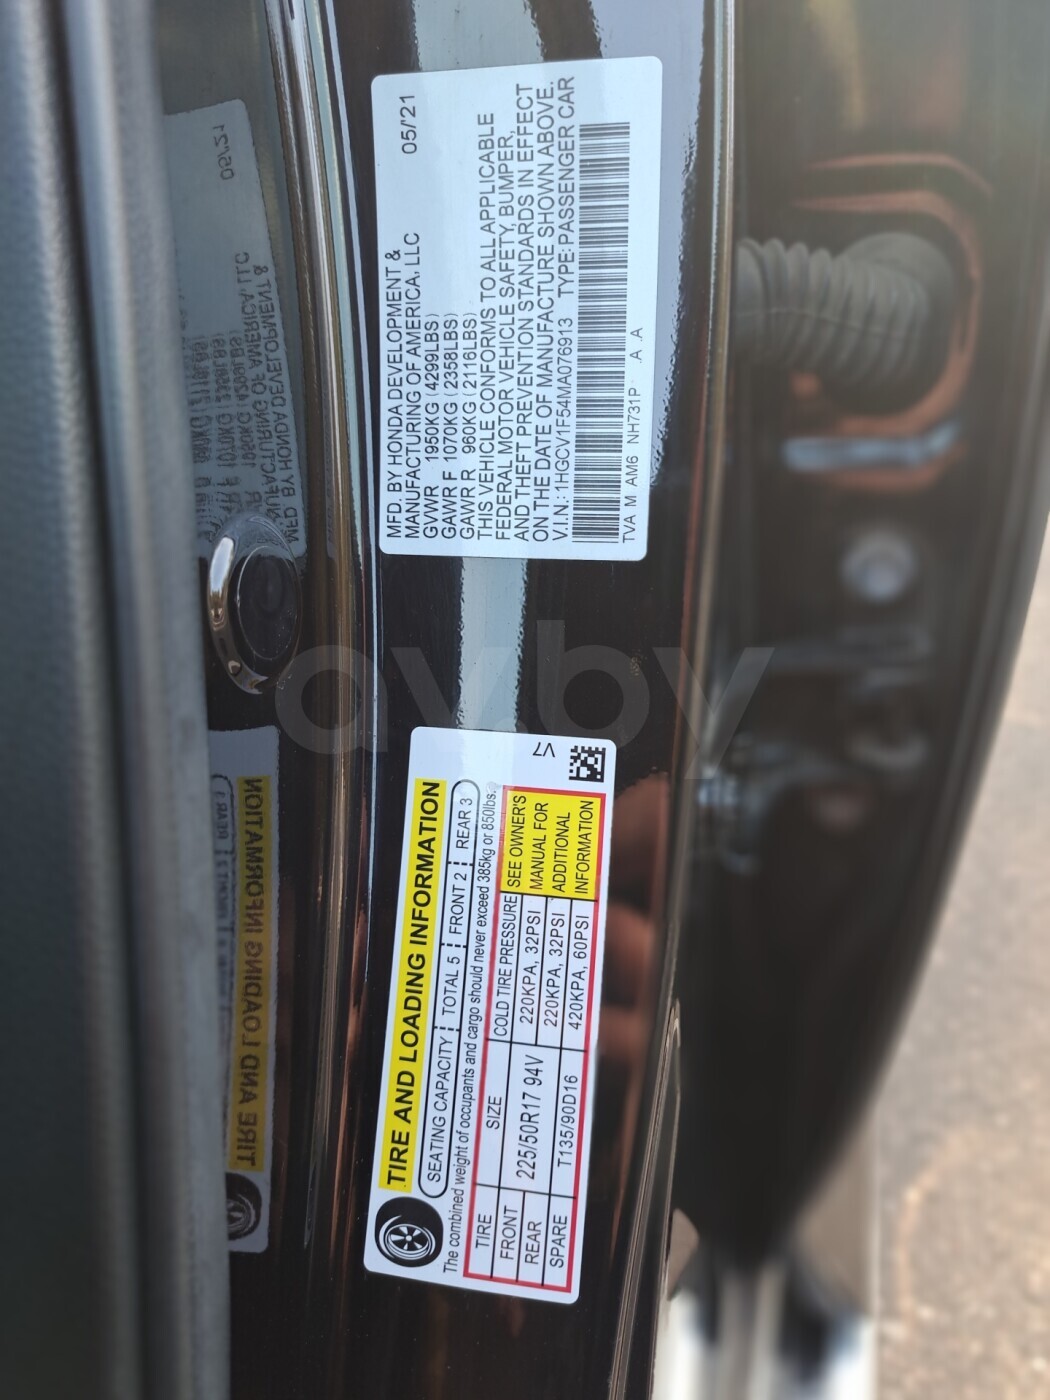 MFD. BY HONDA DEVELOPMENT & 05/'21
MANUFACTURING OF AMERICA, LLC
GVWR 1950KG (4299LBS)
GAWR F 1070KG (2358LBS)
GAWR R 960KG (2116LBS)
THIS VEHICLE CONFORMS TO ALL APPLICABLE
FEDERAL MOTOR VEHICLE SAFETY, BUMPER,
AND THEFT PREVENTION STANDARDS IN EFFECT
ON THE DATE OF MANUFACTURE SHOWN ABOVE.
V.I.N.: 1HGCV1F54MA076913 TYPE: PASSENGER CAR
TVA M AM6 NH731P A A
TIRE AND LOADING INFORMATION
SEATING CAPACITY TOTAL 5 FRONT 2 REAR 3
The combined weight of occupants and cargo should never exceed 385kg or 850lbs.
TIRE SIZE COLD TIRE PRESSURE SEE OWNER'S
FRONT 225/50R17 94V 220KPA, 32PSI MANUAL FOR
REAR 220KPA, 32PSI ADDITIONAL
SPARE T135/90D16 420KPA, 60PSI INFORMATION
V7
av.by